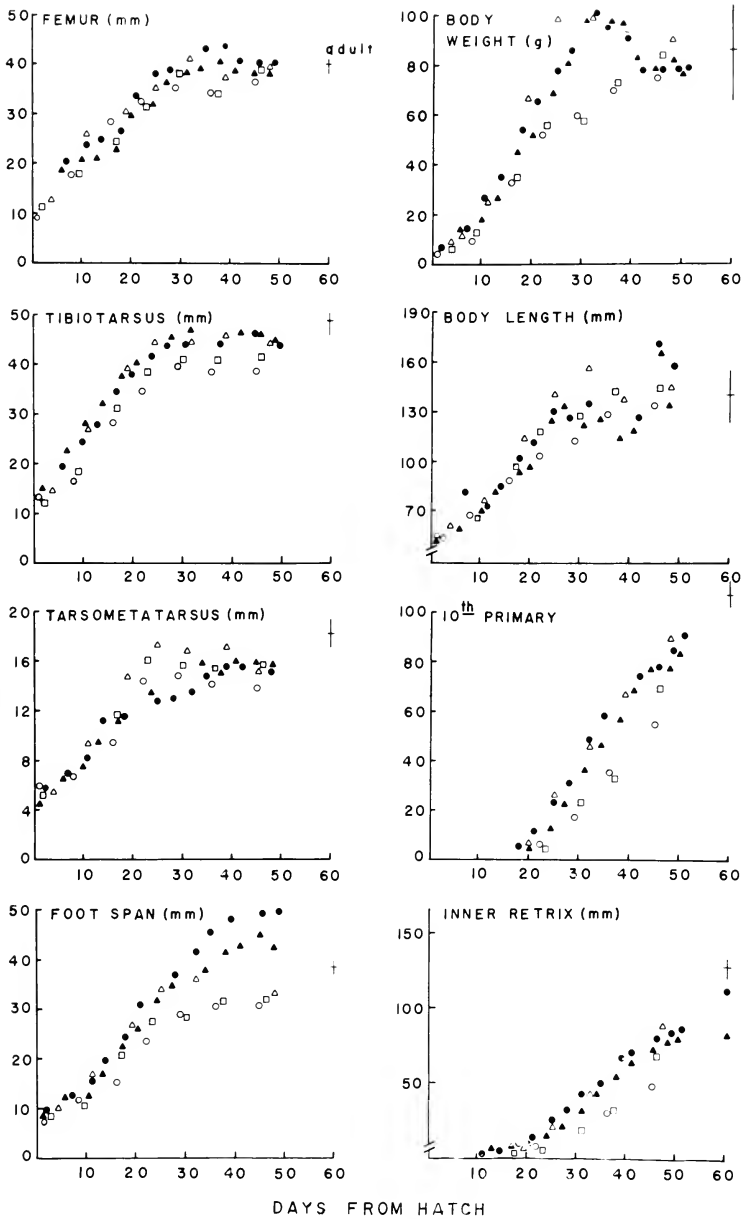 FEMUR (mm)
50
40
30
20
10
0
10 20 30 40 50 60
adult
BODY
WEIGHT (g)
100
80
60
40
20
0
10 20 30 40 50 60
TIBIOTARSUS (mm)
50
40
30
20
10
0
10 20 30 40 50 60
BODY LENGTH (mm)
190
160
130
100
70
10 20 30 40 50 60
TARSOMETATARSUS (mm)
20
16
12
8
4
0
10 20 30 40 50 60
10th PRIMARY
100
80
60
40
20
0
10 20 30 40 50 60
FOOT SPAN (mm)
50
40
30
20
10
0
10 20 30 40 50 60
INNER RETRIX (mm)
150
100
50
10 20 30 40 50 60
DAYS FROM HATCH